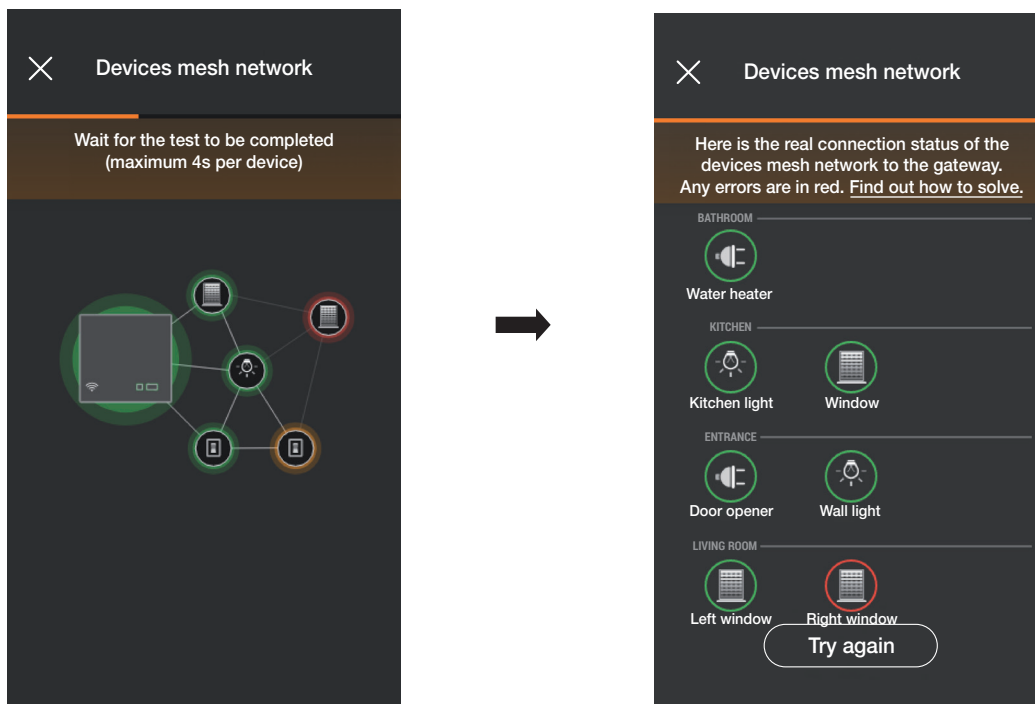 Devices mesh network
Wait for the test to be completed
(maximum 4s per device)
Devices mesh network
Here is the real connection status of the
devices mesh network to the gateway.
Any errors are in red. Find out how to solve.
BATHROOM
Water heater
KITCHEN
Kitchen light
Window
ENTRANCE
Door opener
Wall light
LIVING ROOM
Left window
Right window
Try again